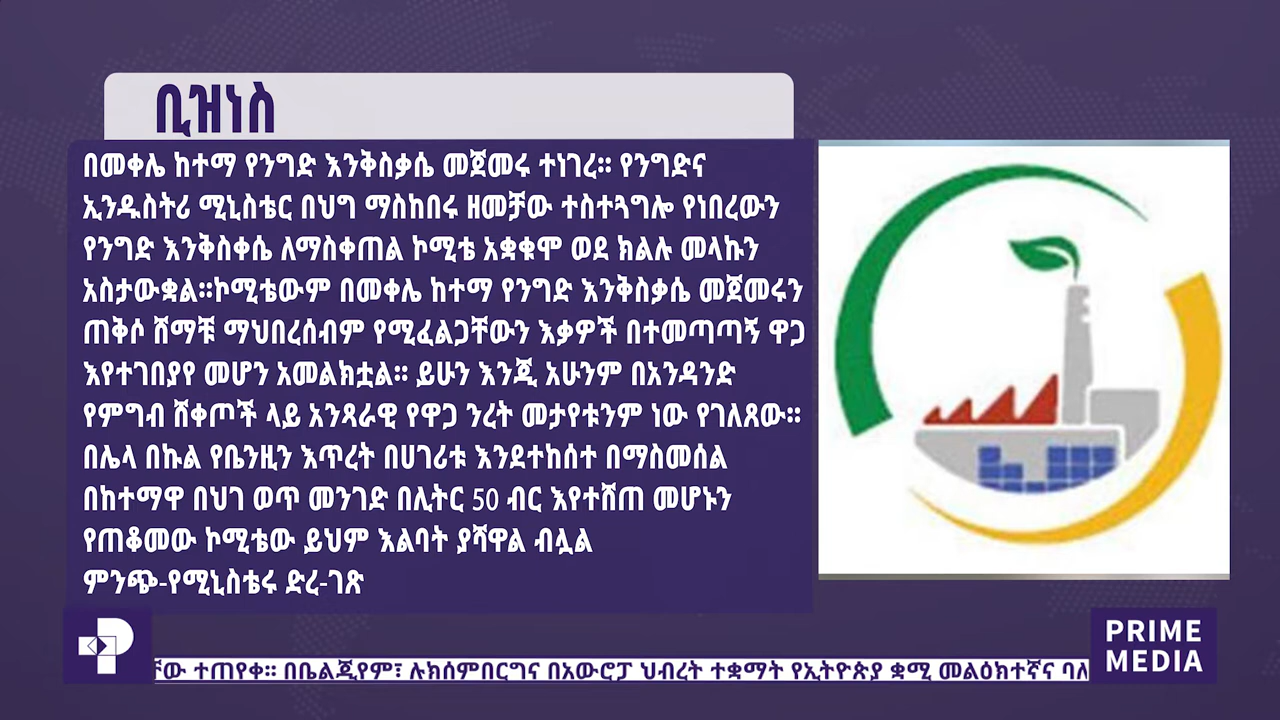 ቢዝነስ
በመቀሌ ከተማ የንግድ እንቅስቃሴ መጀመሩ ተነገረ። የንግድና
ኢንዱስትሪ ሚኒስቴር በህግ ማስከበሩ ዘመቻው ተስተጓግሎ የነበረውን
የንግድ እንቅስቀሴ ለማስቀጠል ኮሚቴ አቋቁሞ ወደ ክልሉ መላኩን
አስታውቋል።ኮሚቴውም በመቀሌ ከተማ የንግድ እንቅስቃሴ መጀመሩን
ጠቅሶ ሸማቹ ማህበረሰብም የሚፈልጋቸውን እቃዎች በተመጣጣኝ ዋጋ
እየተገበያየ መሆን አመልክቷል። ይሁን እንጂ አሁንም በአንዳንድ
የምግብ ሸቀጦች ላይ አንጻራዊ የዋጋ ንረት መታየቱንም ነው የገለጸው።
በሌላ በኩል የቤንዚን እጥረት በሀገሪቱ እንደተከሰተ በማስመሰል
በከተማዋ በህገ ወጥ መንገድ በሊትር 50 ብር እየተሸጠ መሆኑን
የጠቆመው ኮሚቴው ይህም እልባት ያሻዋል ብሏል
ምንጭ-የሚኒስቴሩ ድረ-ገጽ
PRIME
MEDIA
ቸው ተጠየቀ። በቤልጂየም፣ ሉክሰምበርግና በአውሮፓ ህብረት ተቋማት የኢትዮጵያ ቋሚ መልዕክተኛና ባለ